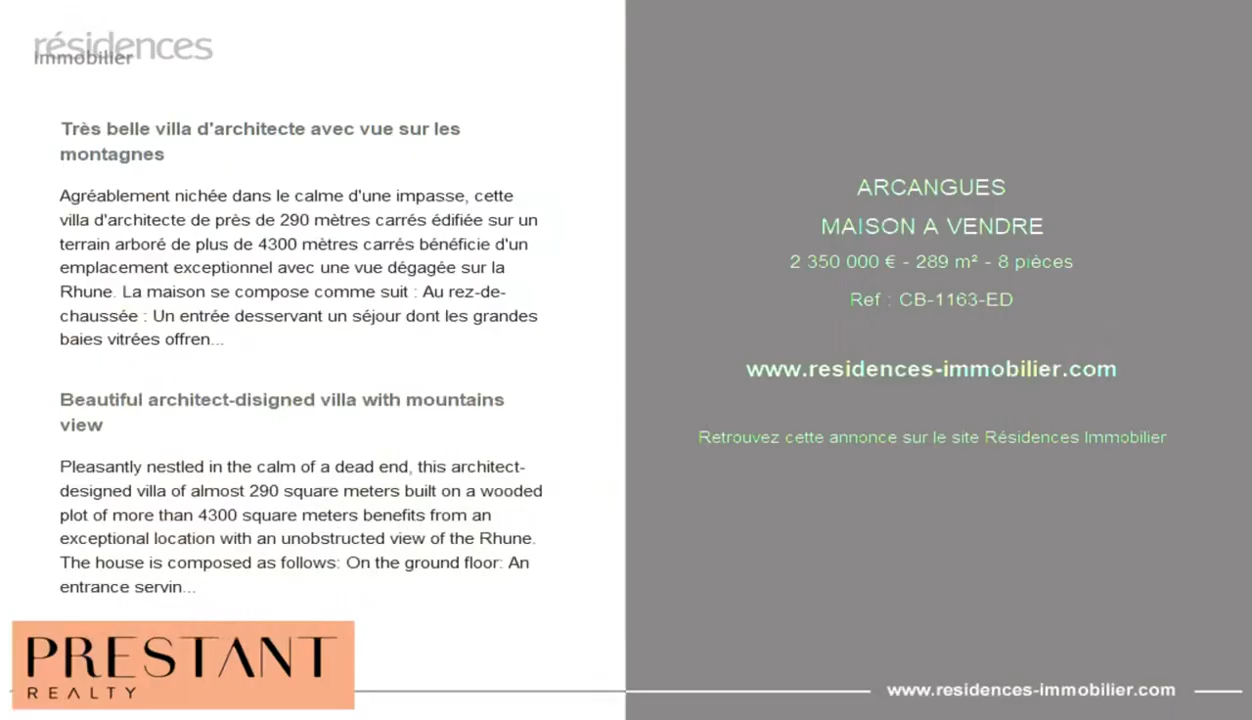 résidences
Immobilier
Très belle villa d'architecte avec vue sur les
montagnes
Agréablement nichée dans le calme d'une impasse, cette
villa d'architecte de près de 290 mètres carrés édifiée sur un
terrain arboré de plus de 4300 mètres carrés bénéficie d'un
emplacement exceptionnel avec une vue dégagée sur la
Rhune. La maison se compose comme suit : Au rez-de-
chaussée : Un entrée desservant un séjour dont les grandes
baies vitrées offren...
Beautiful architect-disigned villa with mountains
view
Pleasantly nestled in the calm of a dead end, this architect-
designed villa of almost 290 square meters built on a wooded
plot of more than 4300 square meters benefits from an
exceptional location with an unobstructed view of the Rhune.
The house is composed as follows: On the ground floor: An
entrance servin...
PRESTANT
REALTY
ARCANGUES
MAISON A VENDRE
2 350 000 € - 289 m² - 8 pièces
Ref : CB-1163-ED
www.residences-immobilier.com
Retrouvez cette annonce sur le site Résidences Immobilier
www.residences-immobilier.com